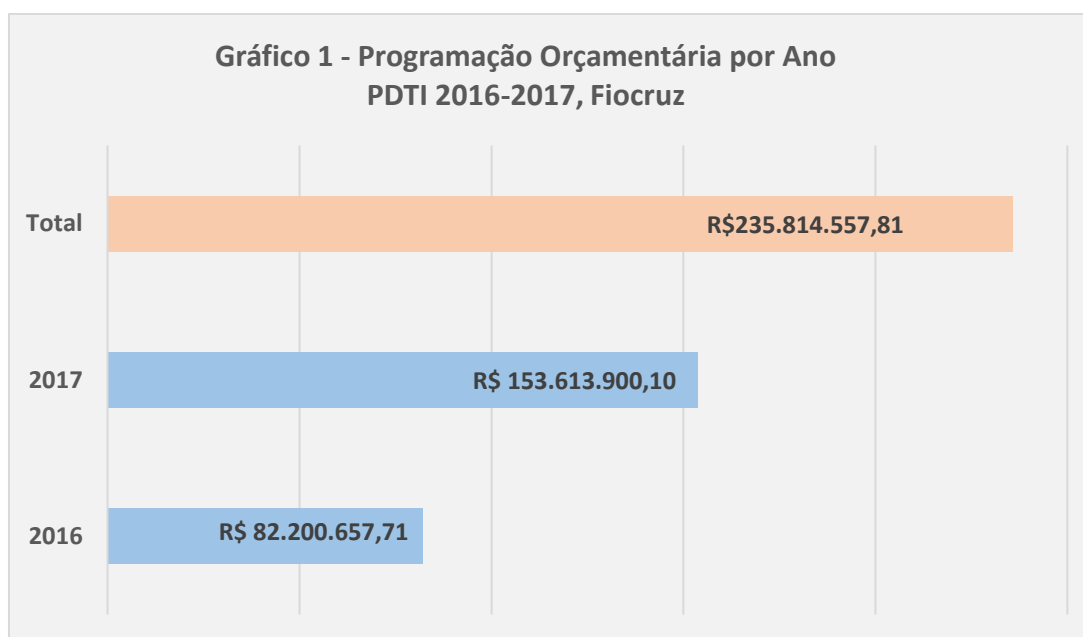 Gráfico 1 - Programação Orçamentária por Ano
PDTI 2016-2017, Fiocruz
Total
R$235.814.557,81
2017
R$ 153.613.900,10
2016
R$ 82.200.657,71